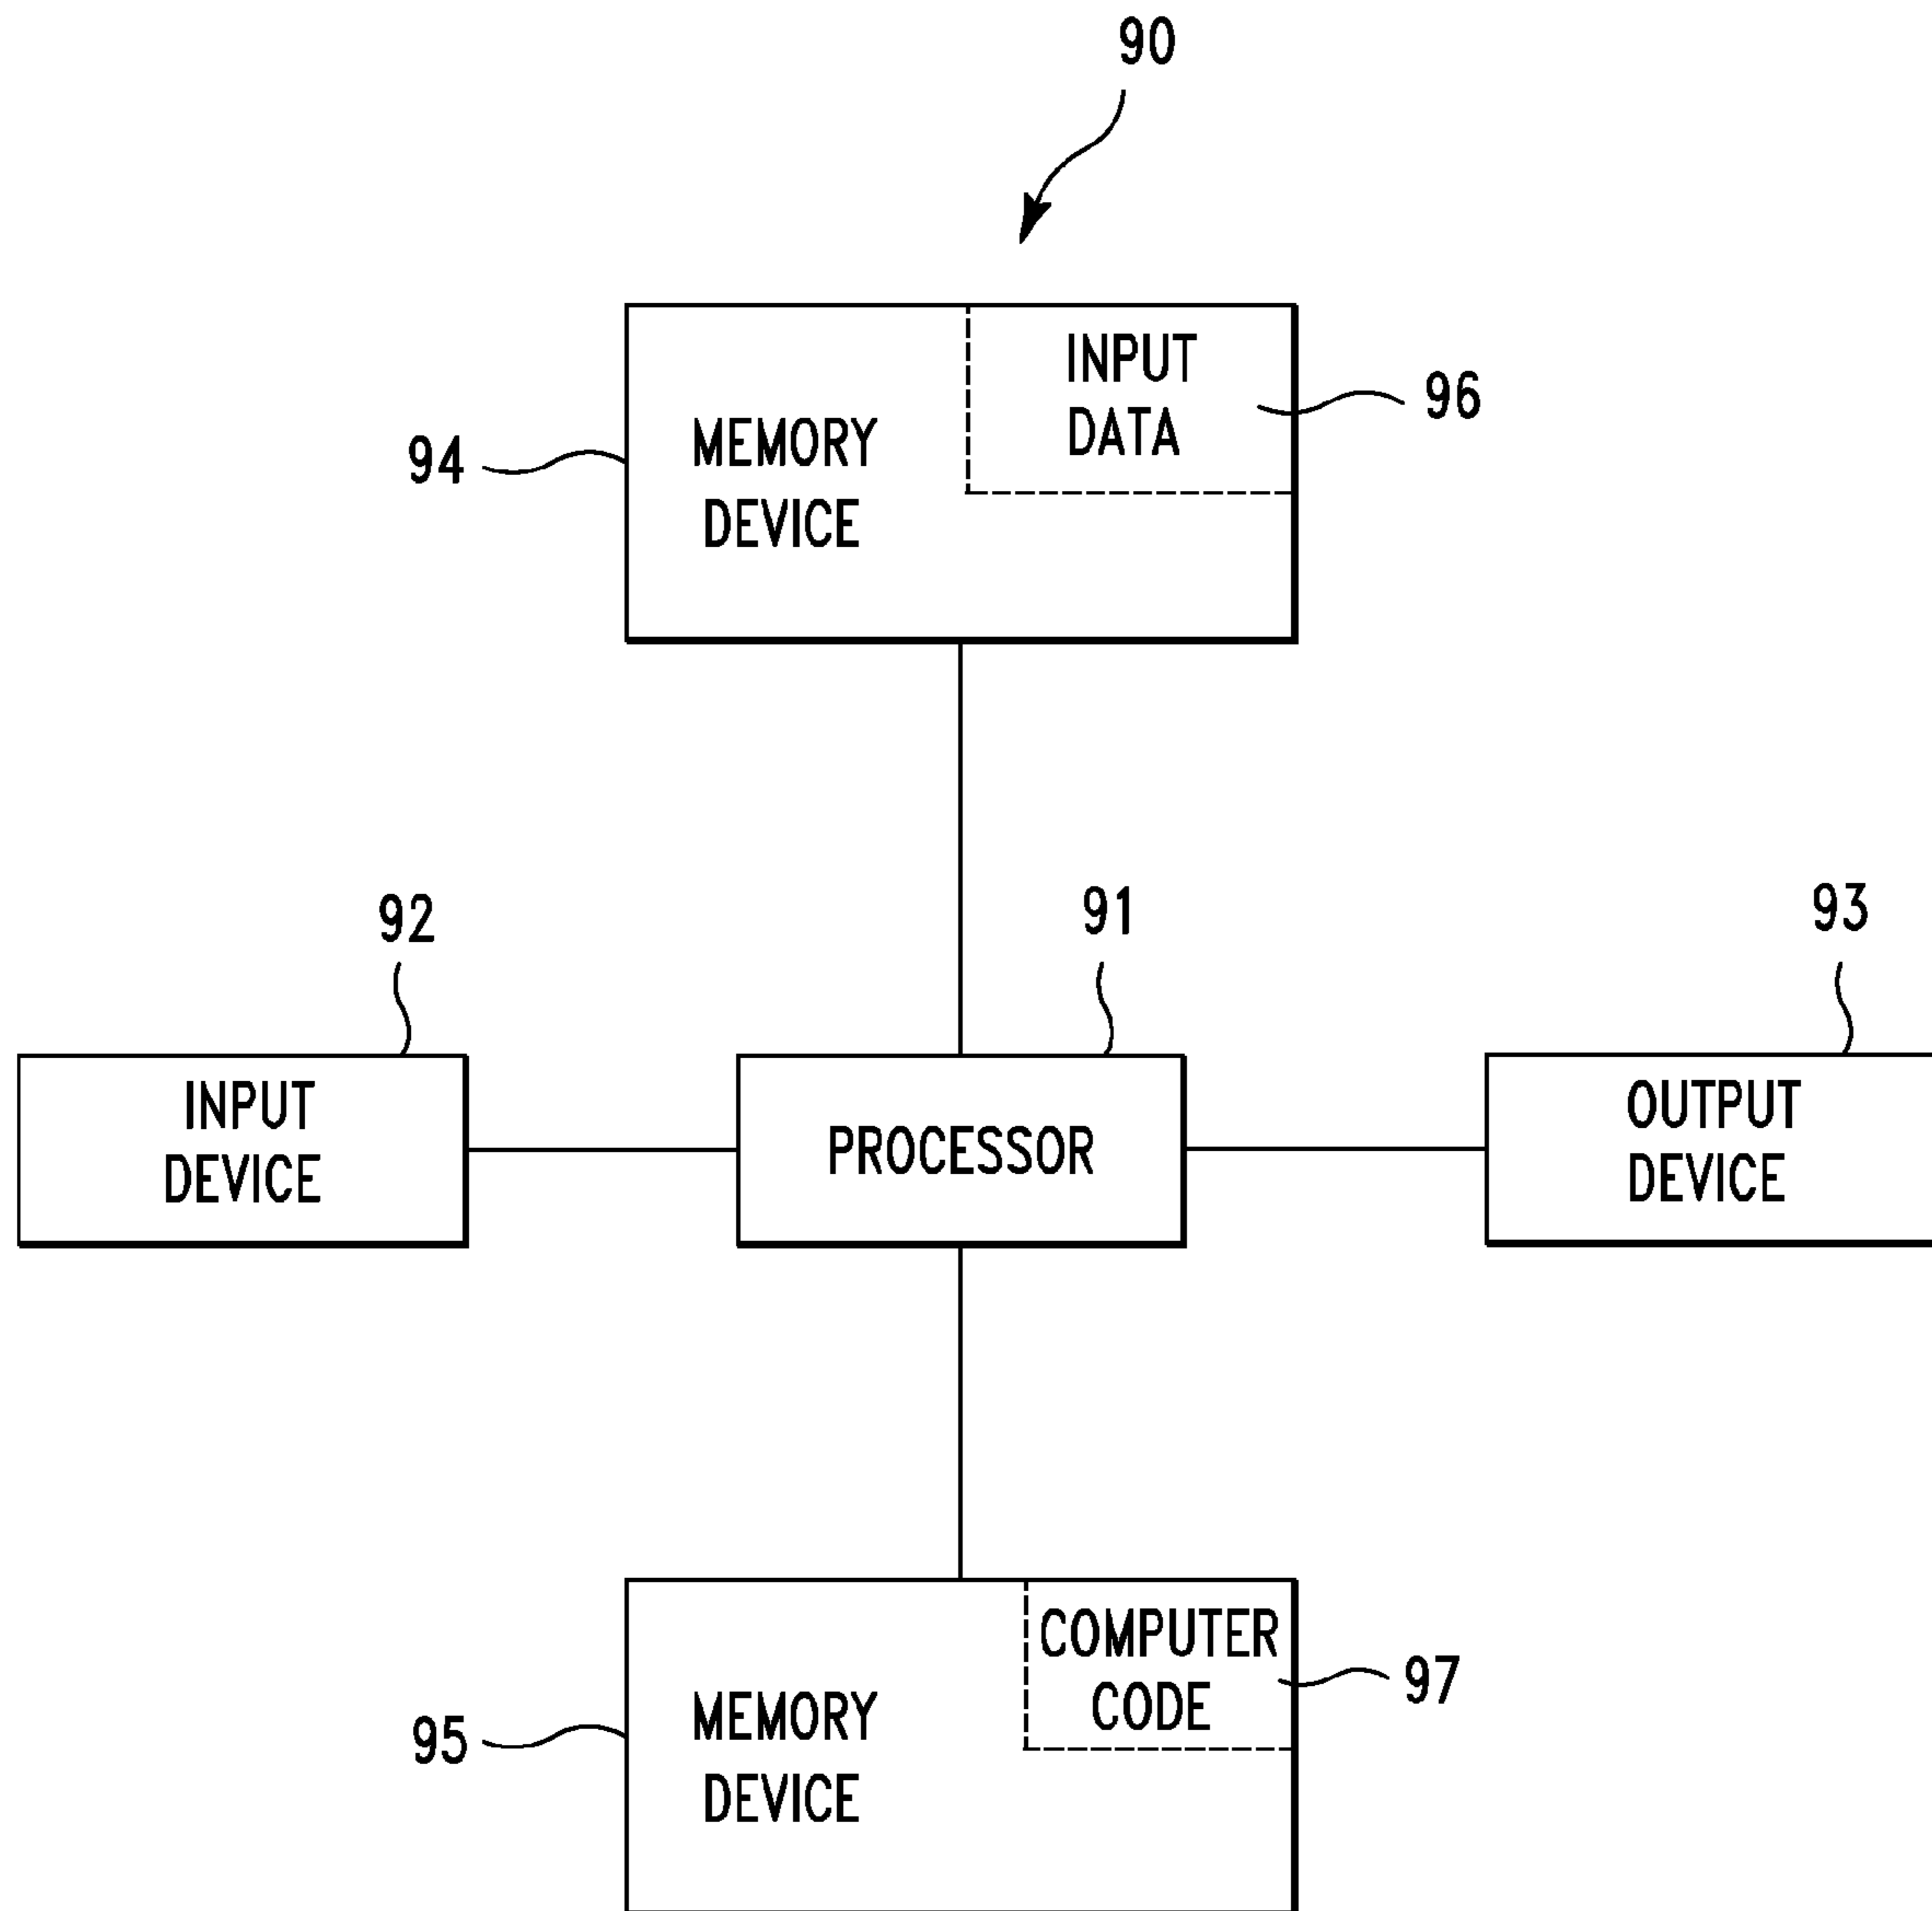 90
INPUT
DATA
96
MEMORY
DEVICE
94
92
91
93
INPUT
DEVICE
PROCESSOR
OUTPUT
DEVICE
COMPUTER
CODE
97
MEMORY
DEVICE
95